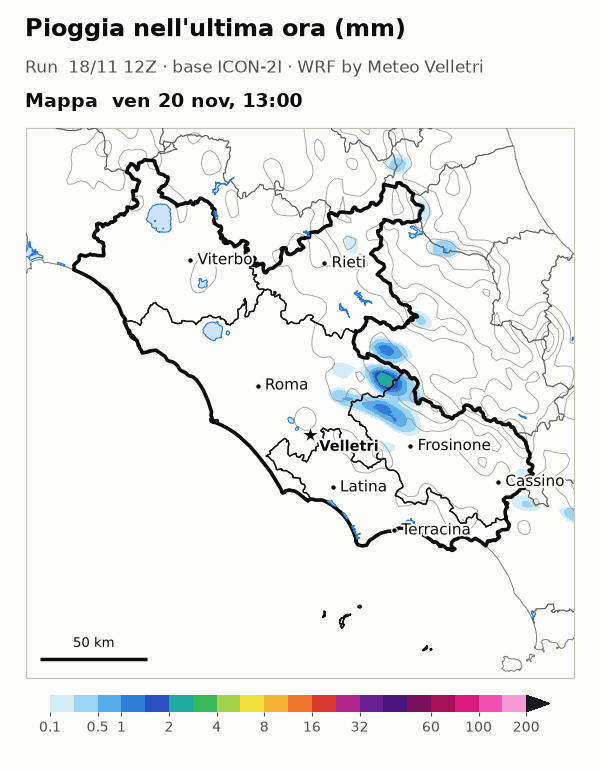 Pioggia nell'ultima ora (mm)
Run  18/11 12Z · base ICON-2I · WRF by Meteo Velletri
Mappa  ven 20 nov, 13:00
Viterbo
Rieti
Roma
Velletri
Frosinone
Cassino
Latina
Terracina
50 km
0.1 0.5 1 2 4 8 16 32 60 100 200